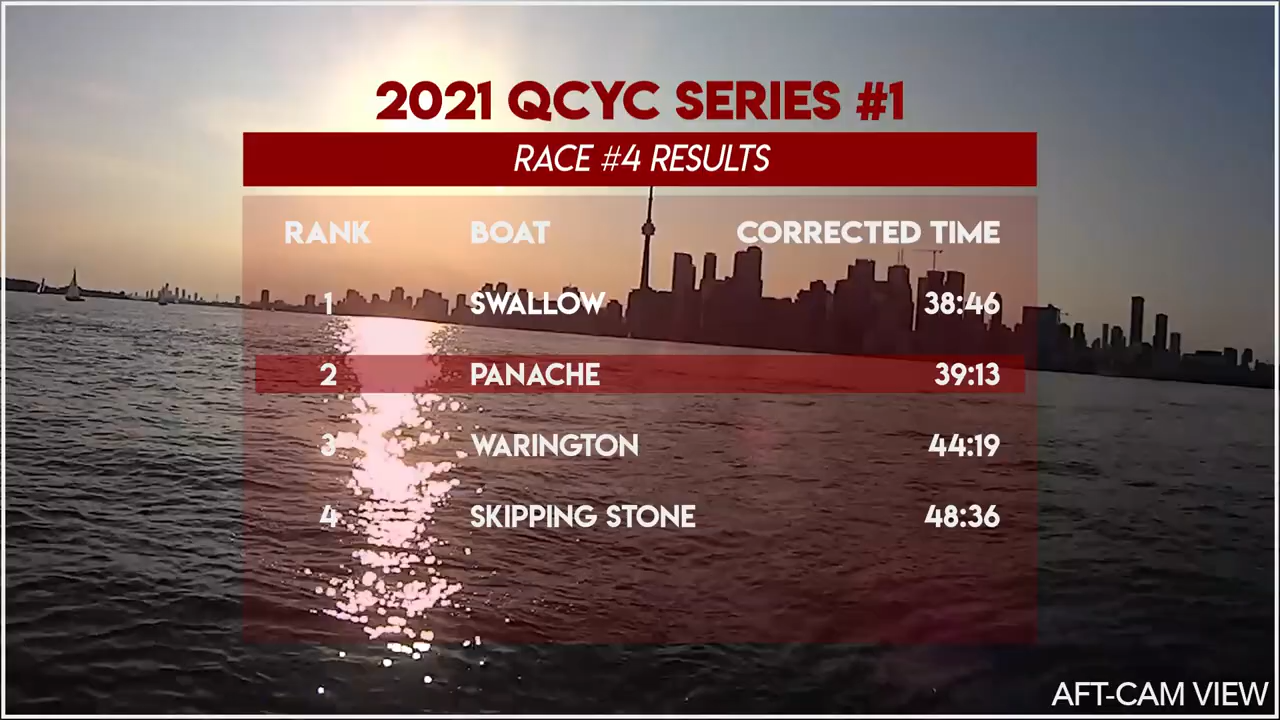 2021 QCYC SERIES #1
RACE #4 RESULTS
RANK BOAT CORRECTED TIME
1 SWALLOW 38:46
2 PANACHE 39:13
3 WARINGTON 44:19
4 SKIPPING STONE 48:36
AFT-CAM VIEW